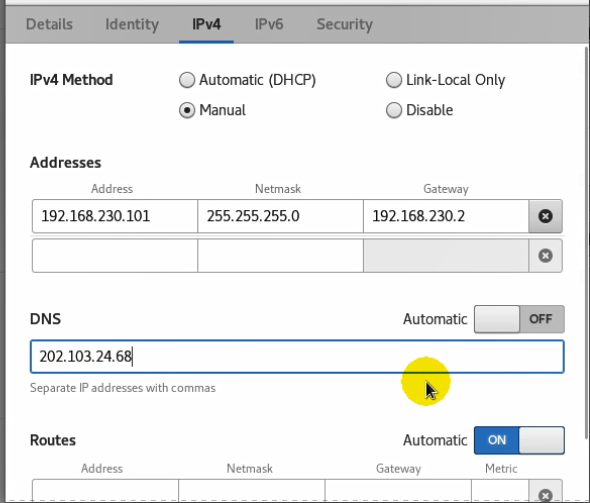 Details Identity IPv4 IPv6 Security
IPv4 Method Automatic (DHCP) Link-Local Only
Manual Disable
Addresses
Address Netmask Gateway
192.168.230.101 255.255.255.0 192.168.230.2
DNS Automatic OFF
202.103.24.68
Separate IP addresses with commas
Routes Automatic ON
Address Netmask Gateway Metric